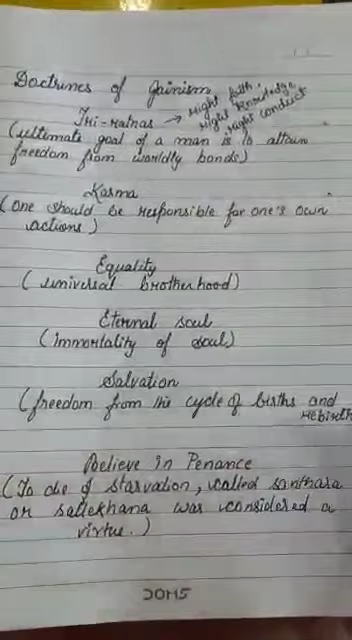 Doctrines of Jainism
Tri-Ratnas → Right faith,
Right knowledge
Right conduct
(ultimate goal of a man is to attain
freedom from worldly bonds)
Karma
(one should be responsible for one's own
actions)
Equality
(universal brotherhood)
Eternal soul
(immortality of soul)
Salvation
(freedom from the cycle of births and
rebirth
Believe in Penance
(To die of starvation, called santhara
or sallekhana was considered a
virtue.)
DOMS